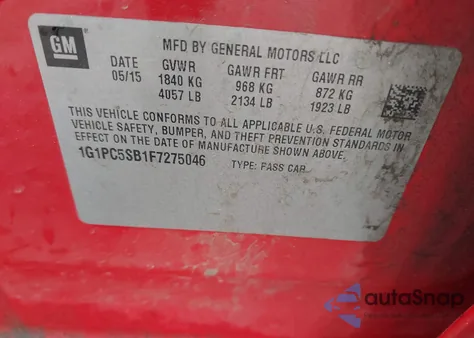 GM
MFD BY GENERAL MOTORS LLC
DATE GVWR GAWR FRT GAWR RR
05/15 1840 KG 968 KG 872 KG
4057 LB 2134 LB 1923 LB
THIS VEHICLE CONFORMS TO ALL APPLICABLE U.S. FEDERAL MOTOR
VEHICLE SAFETY, BUMPER, AND THEFT PREVENTION STANDARDS IN
EFFECT ON THE DATE OF MANUFACTURE SHOWN ABOVE.
1G1PC5SB1F7275046 TYPE: PASS CAR
autoSnap